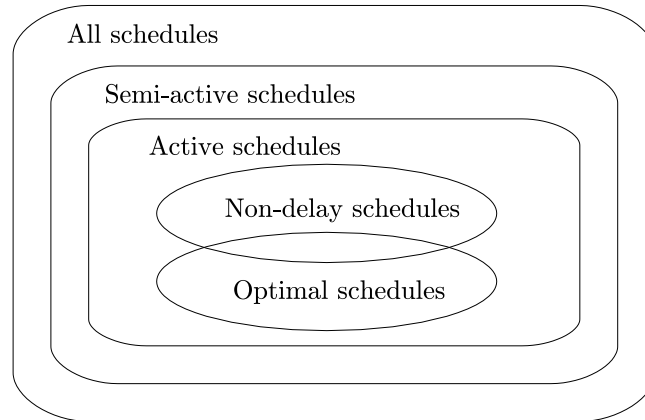 All schedules
Semi-active schedules
Active schedules
Non-delay schedules
Optimal schedules